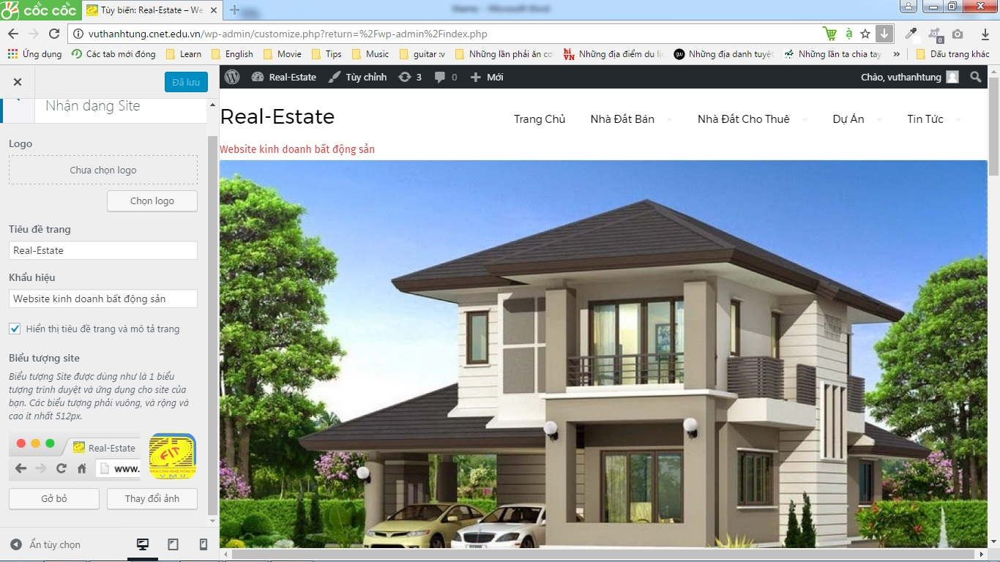 cốc cốc
Tùy biến: Real-Estate – We
Microsoft Word
vuthanhtung.cnet.edu.vn/wp-admin/customize.php?return=%2Fwp-admin%2Findex.php
Ứng dụng Các tab mới đóng Learn English Movie Tips Music guitar :v Những lần phải ăn cơ Những địa điểm du lị Những địa danh tuyệt Những lần ta chia tay » Dấu trang khác
Đã lưu
Real-Estate Tùy chỉnh 3 0 Mới Chào, vuthanhtung
Nhận dạng Site
Real-Estate
Trang Chủ Nhà Đất Bán Nhà Đất Cho Thuê Dự Án Tin Tức
Website kinh doanh bất động sản
Logo
Chưa chọn logo
Chọn logo
Tiêu đề trang
Real-Estate
Khẩu hiệu
Website kinh doanh bất động sản
Hiển thị tiêu đề trang và mô tả trang
Biểu tượng site
Biểu tượng Site được dùng như là 1 biểu
tượng trình duyệt và ứng dụng cho site của
bạn. Các biểu tượng phải vuông, và rộng và
cao ít nhất 512px.
Real-Estate
www.
FIT
VMU
Gở bỏ Thay đổi ảnh
Ẩn tùy chọn